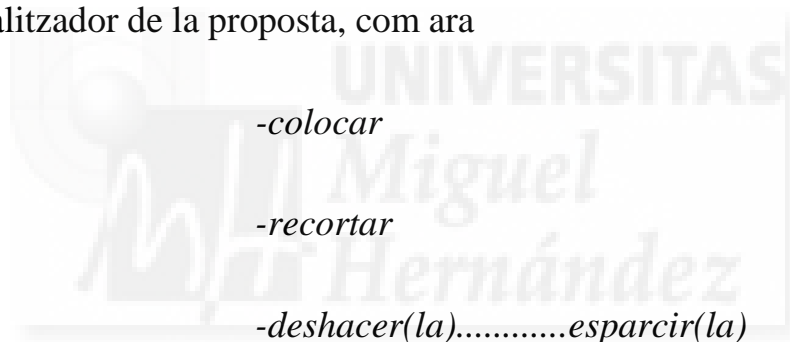 alitzador de la proposta, com ara
UNIVERSITAS
-colocar
Miguel
-recortar
Hernández
-deshacer(la)............esparcir(la)